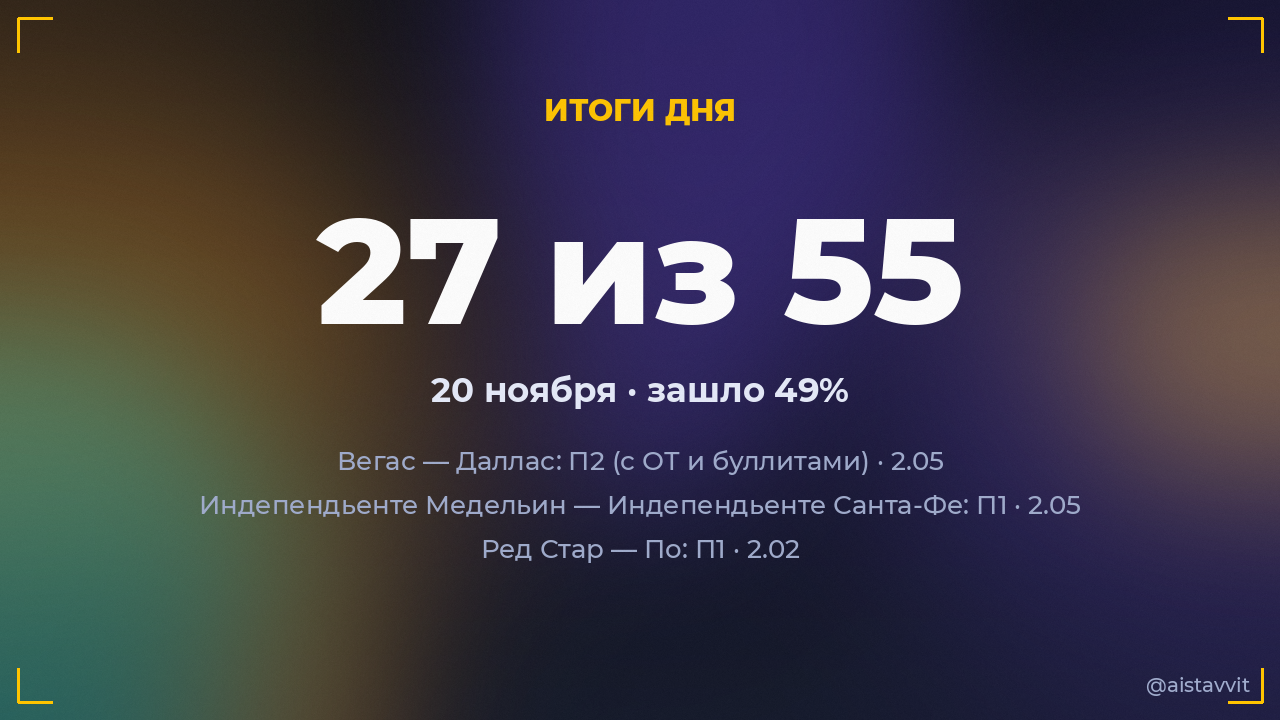 ИТОГИ ДНЯ
27 из 55
20 ноября · зашло 49%
Вегас — Даллас: П2 (с ОТ и буллитами) · 2.05
Индепендьенте Медельин — Индепендьенте Санта-Фе: П1 · 2.05
Ред Стар — По: П1 · 2.02
@aistavvit